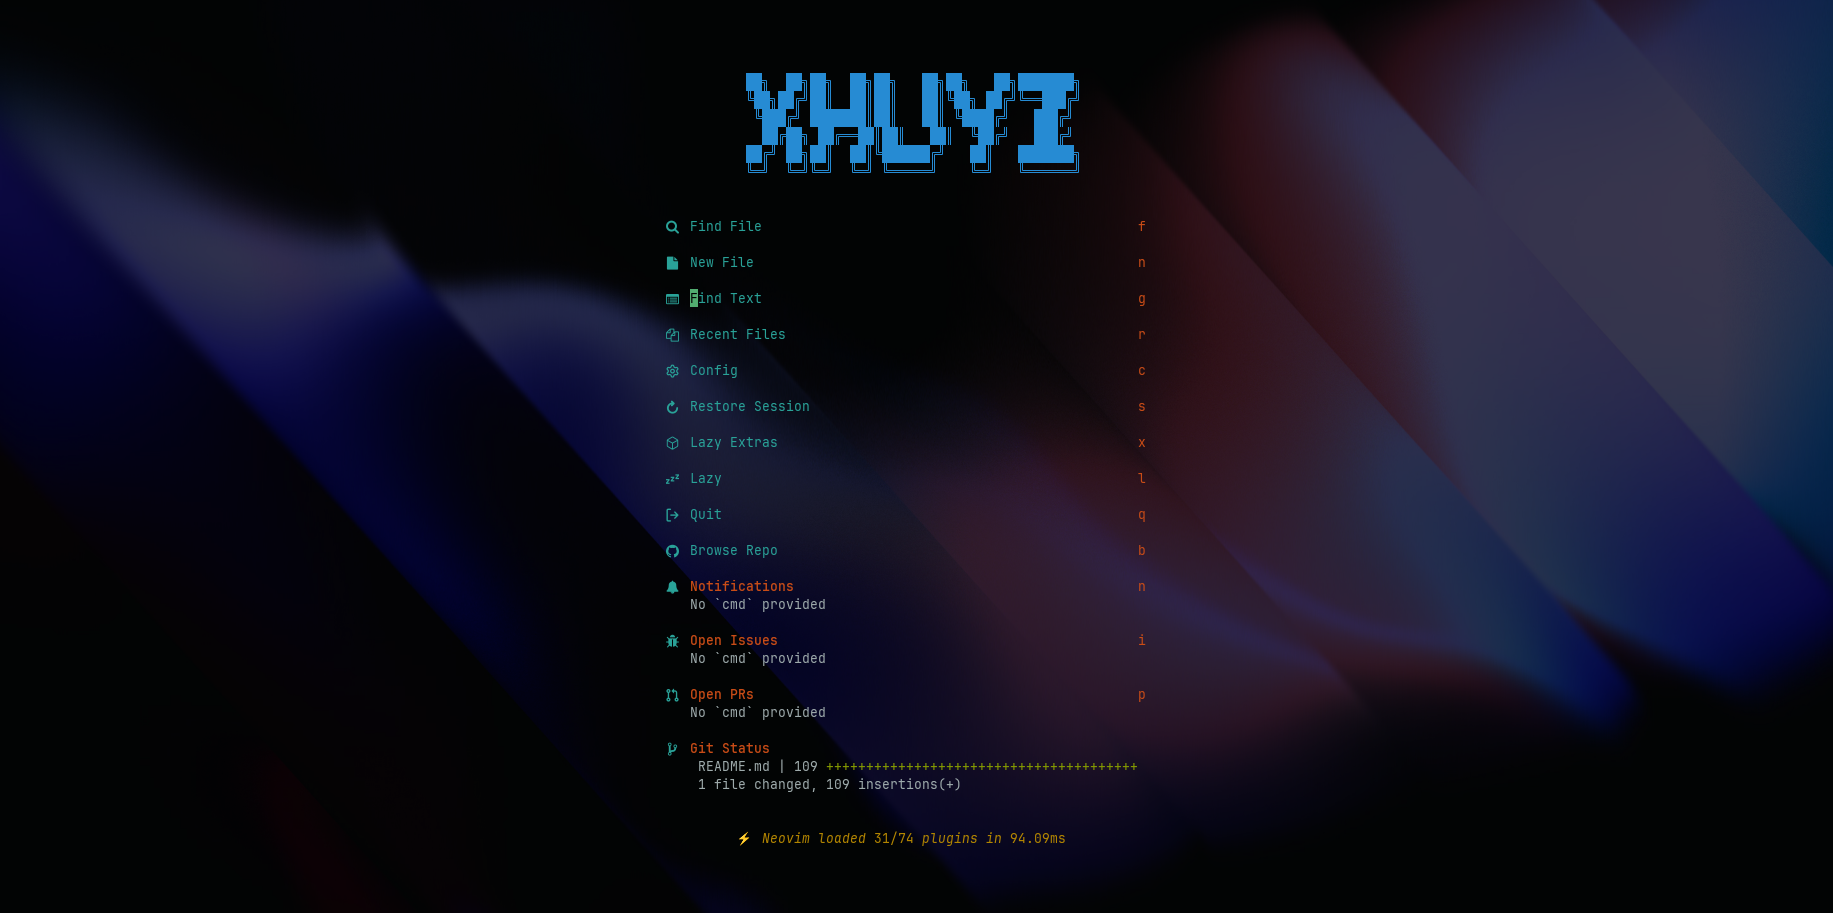 XHUYZ
Find File f
New File n
Find Text g
Recent Files r
Config c
Restore Session s
Lazy Extras x
Lazy l
Quit q
Browse Repo b
Notifications n
No `cmd` provided
Open Issues i
No `cmd` provided
Open PRs p
No `cmd` provided
Git Status
README.md | 109 +++++++++++++++++++++++++++++++++++++++
1 file changed, 109 insertions(+)
⚡ Neovim loaded 31/74 plugins in 94.09ms